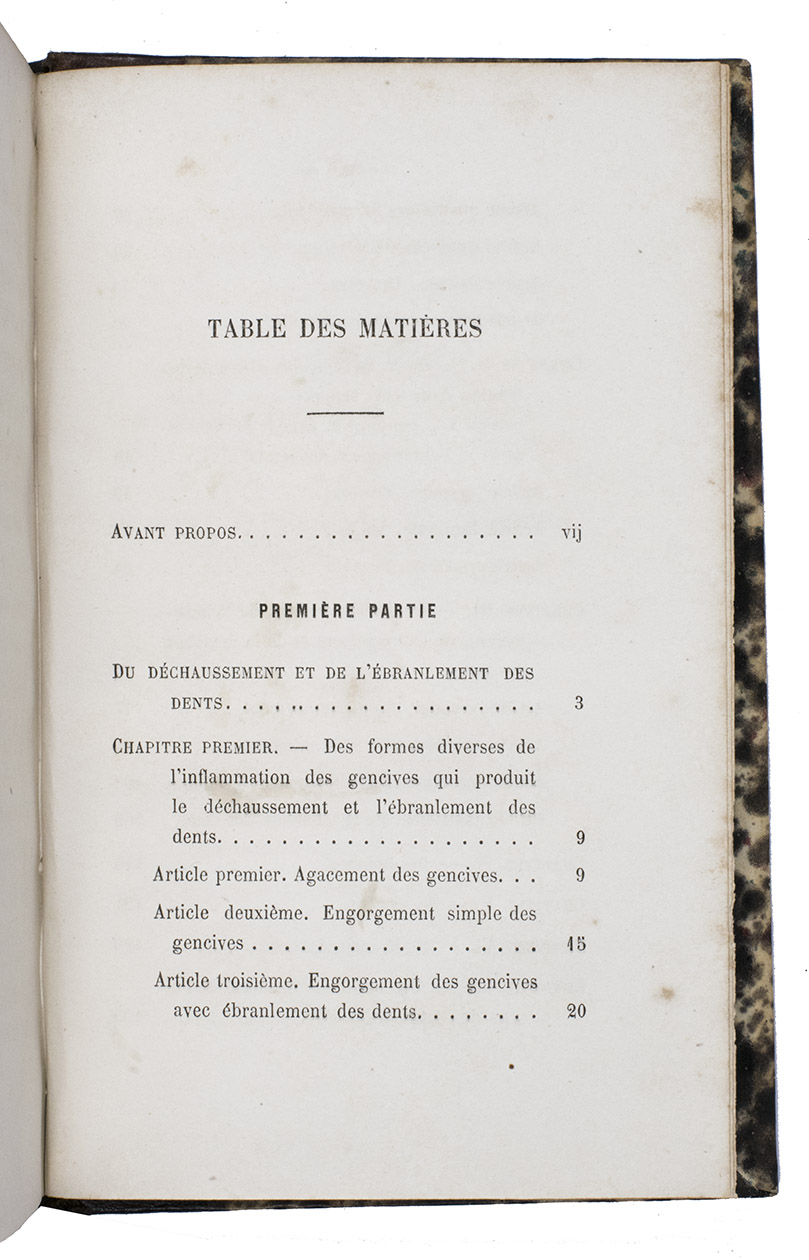 TABLE DES MATIÈRES
AVANT PROPOS. . . . . . . . . . . . . . . . . . . vij
PREMIÈRE PARTIE
DU DÉCHAUSSEMENT ET DE L'ÉBRANLEMENT DES
DENTS. . . . . . . . . . . . . . . . . . . . 3
CHAPITRE PREMIER. — Des formes diverses de
l'inflammation des gencives qui produit
le déchaussement et l'ébranlement des
dents. . . . . . . . . . . . . . . . . . . . 9
Article premier. Agacement des gencives. . . 9
Article deuxième. Engorgement simple des
gencives . . . . . . . . . . . . . . . . . . 15
Article troisième. Engorgement des gencives
avec ébranlement des dents. . . . . . . . 20